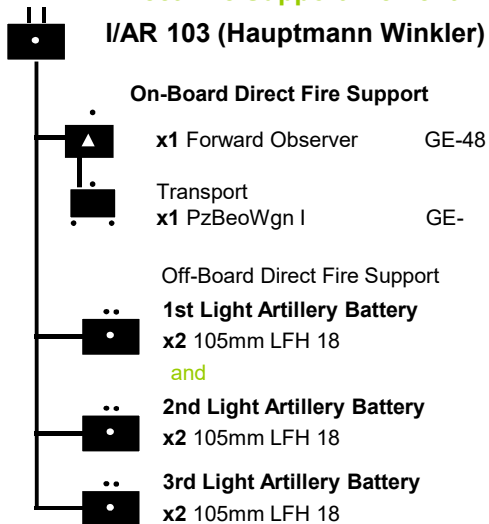 I/AR 103 (Hauptmann Winkler)
On-Board Direct Fire Support
x1 Forward Observer GE-48
Transport
x1 PzBeoWgn I GE-
Off-Board Direct Fire Support
1st Light Artillery Battery
x2 105mm LFH 18
and
2nd Light Artillery Battery
x2 105mm LFH 18
3rd Light Artillery Battery
x2 105mm LFH 18